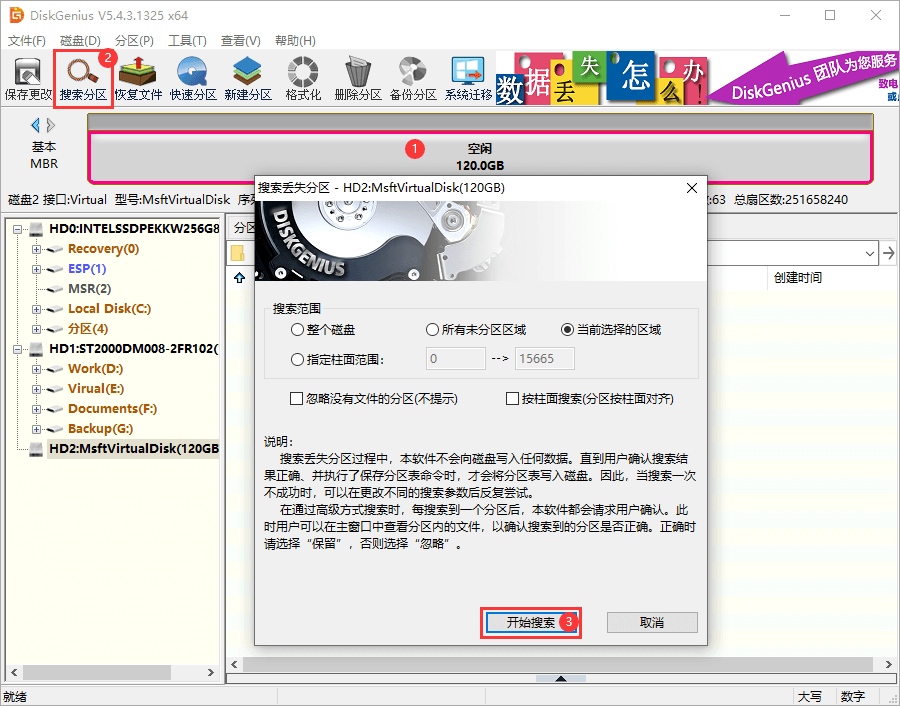 DiskGenius V5.4.3.1325 x64
文件(F) 磁盘(D) 分区(P) 工具(T) 查看(V) 帮助(H)
2
保存更改 搜索分区 恢复文件 快速分区 新建分区 格式化 删除分区 备份分区 系统迁移
数据丢失怎么办!
DiskGenius 团队为您服务
致电
基本
MBR
1
空闲
120.0GB
磁盘2 接口:Virtual 型号:MsftVirtualDisk
:63 总扇区数:251658240
HD0:INTELSSDPEKKW256G8
Recovery(0)
ESP(1)
MSR(2)
Local Disk(C:)
分区(4)
HD1:ST2000DM008-2FR102(
Work(D:)
Virual(E:)
Documents(F:)
Backup(G:)
HD2:MsftVirtualDisk(120GB
分区
创建时间
搜索丢失分区 - HD2:MsftVirtualDisk(120GB)
DISKGENIUS
搜索范围
整个磁盘 所有未分区区域 当前选择的区域
指定柱面范围: 0 --> 15665
忽略没有文件的分区(不提示) 按柱面搜索(分区按柱面对齐)
说明:
搜索丢失分区过程中，本软件不会向磁盘写入任何数据。直到用户确认搜索结
果正确、并执行了保存分区表命令时，才会将分区表写入磁盘。因此，当搜索一次
不成功时，可以在更改不同的搜索参数后反复尝试。
在通过高级方式搜索时，每搜索到一个分区后，本软件都会请求用户确认。此
时用户可以在主窗口中查看分区内的文件，以确认搜索到的分区是否正确。正确时
请选择“保留”，否则选择“忽略”。
开始搜索 3 取消
就绪 大写 数字